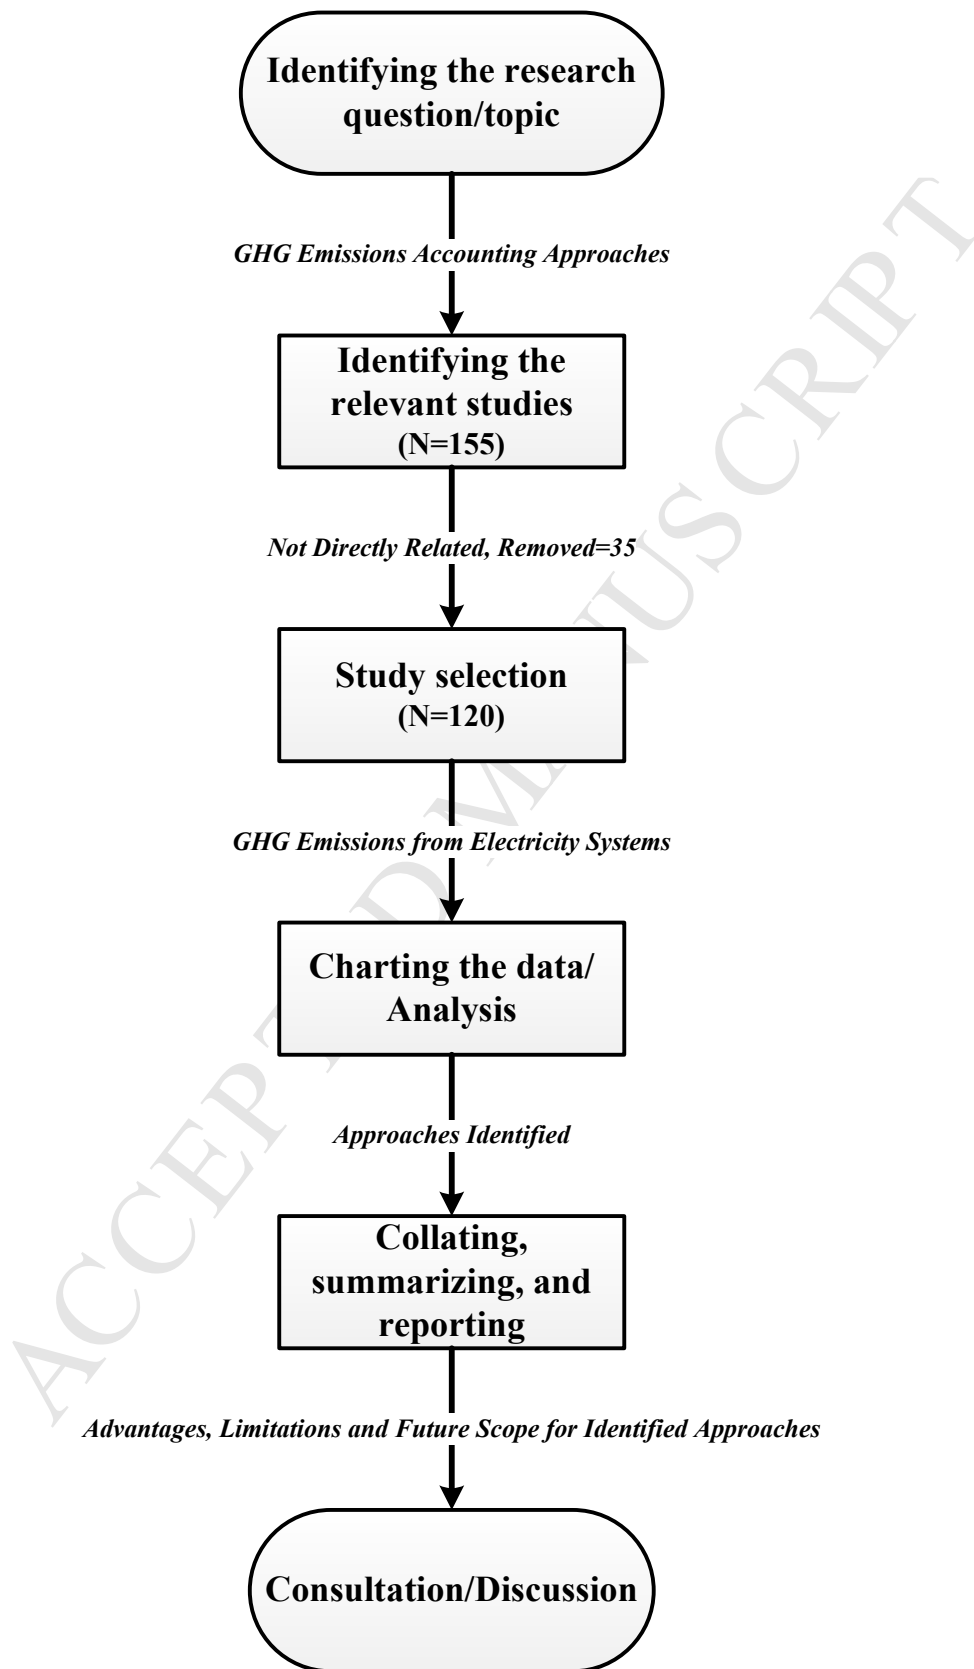 Identifying the research
question/topic
GHG Emissions Accounting Approaches
Identifying the
relevant studies
(N=155)
Not Directly Related, Removed=35
Study selection
(N=120)
GHG Emissions from Electricity Systems
Charting the data/
Analysis
Approaches Identified
Collating,
summarizing, and
reporting
Advantages, Limitations and Future Scope for Identified Approaches
Consultation/Discussion
ACCEPTED MANUSCRIPT